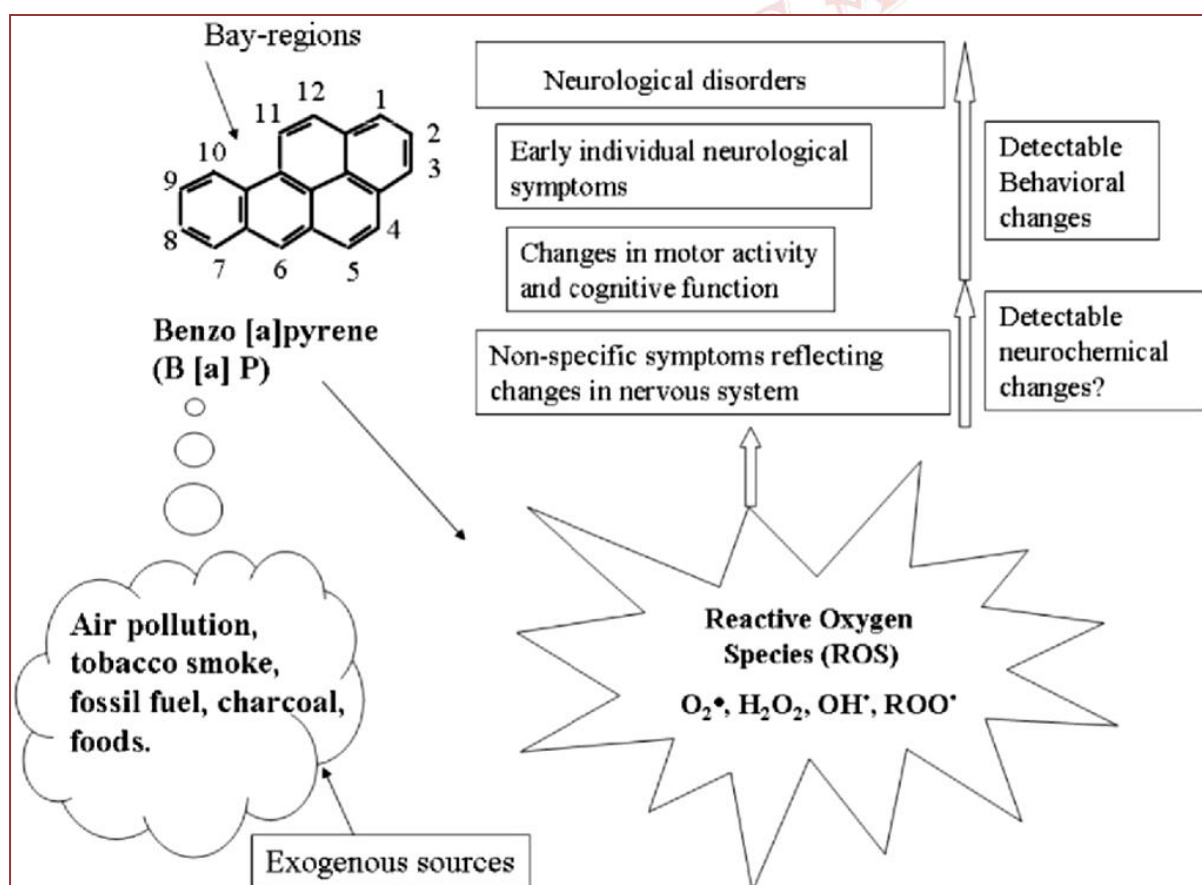 Bay-regions
12
1
11
2
10
3
9
4
8
7
6
5
Benzo [a]pyrene
(B [a] P)
Air pollution,
tobacco smoke,
fossil fuel, charcoal,
foods.
Exogenous sources
Neurological disorders
Early individual neurological
symptoms
Changes in motor activity
and cognitive function
Non-specific symptoms reflecting
changes in nervous system
Detectable
Behavioral
changes
Detectable
neurochemical
changes?
Reactive Oxygen
Species (ROS)
O₂•, H₂O₂, OH•, ROO•